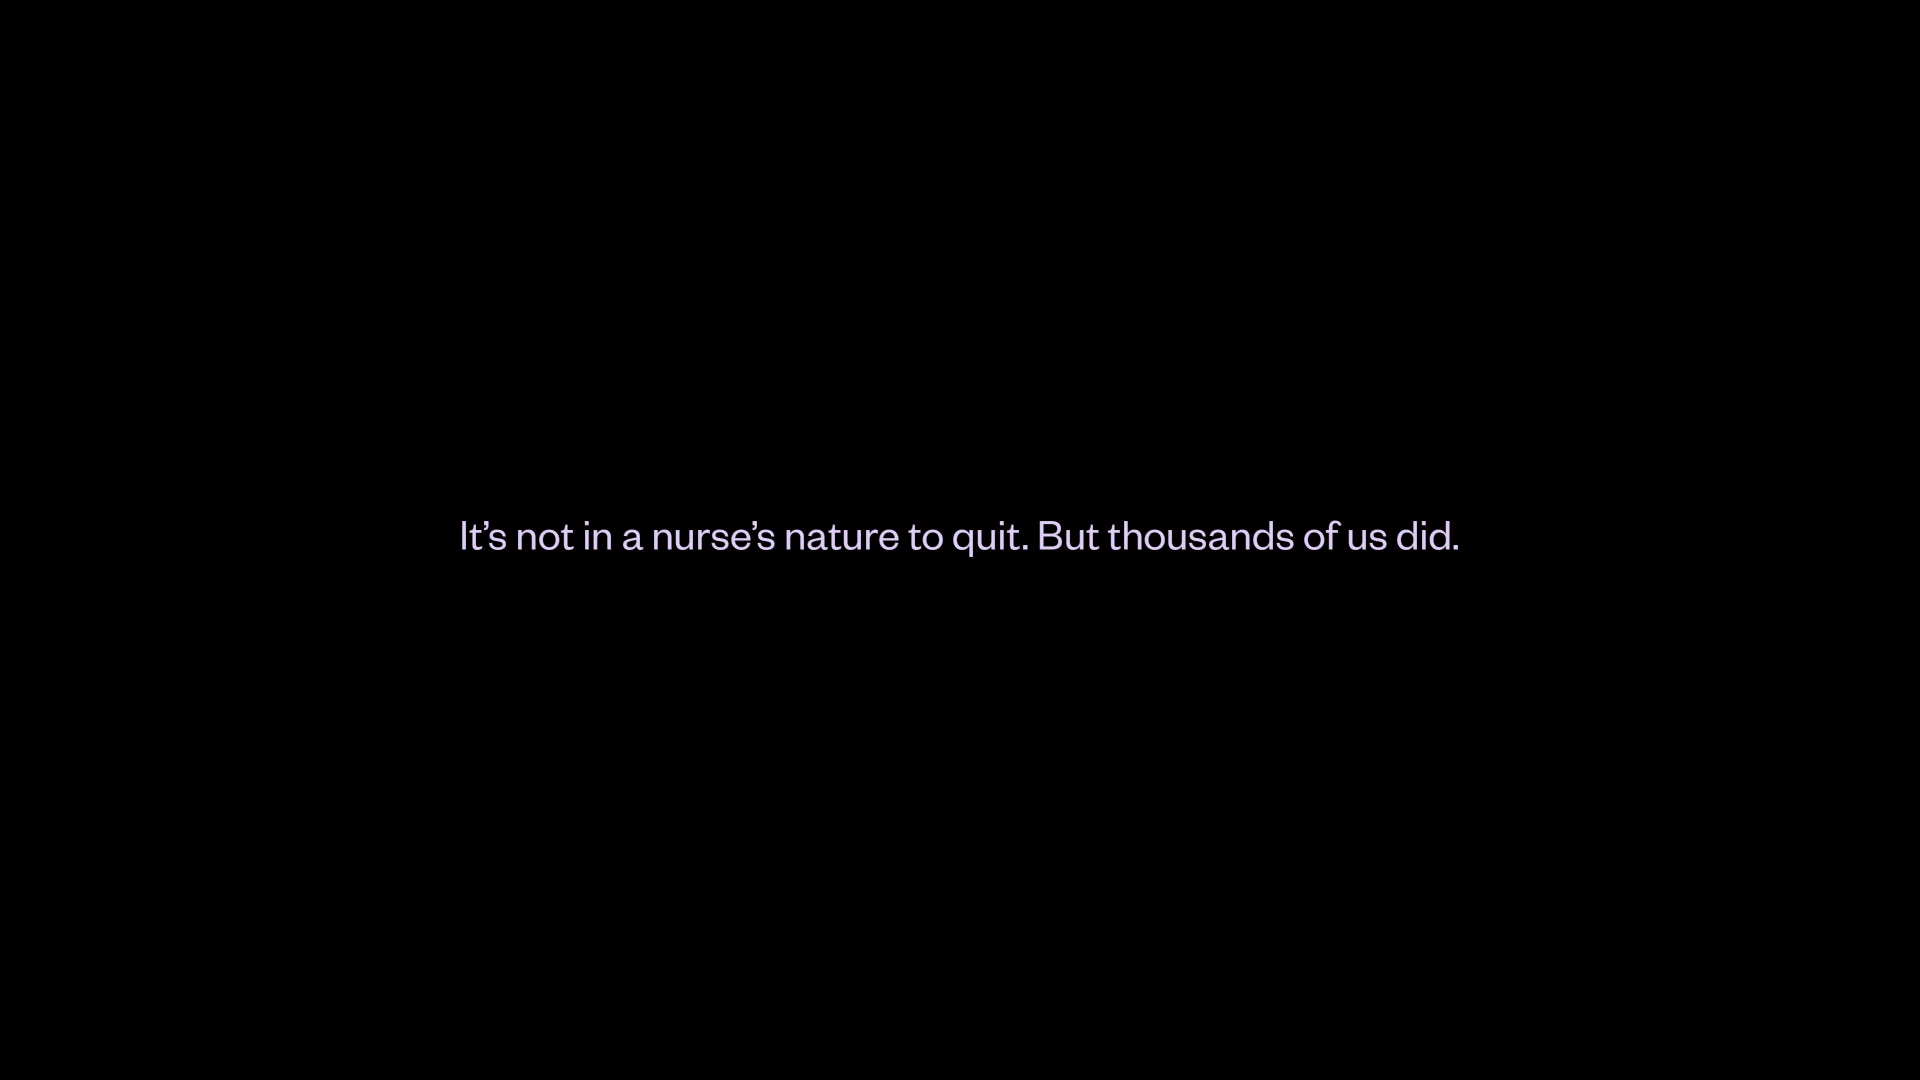 It’s not in a nurse’s nature to quit. But thousands of us did.